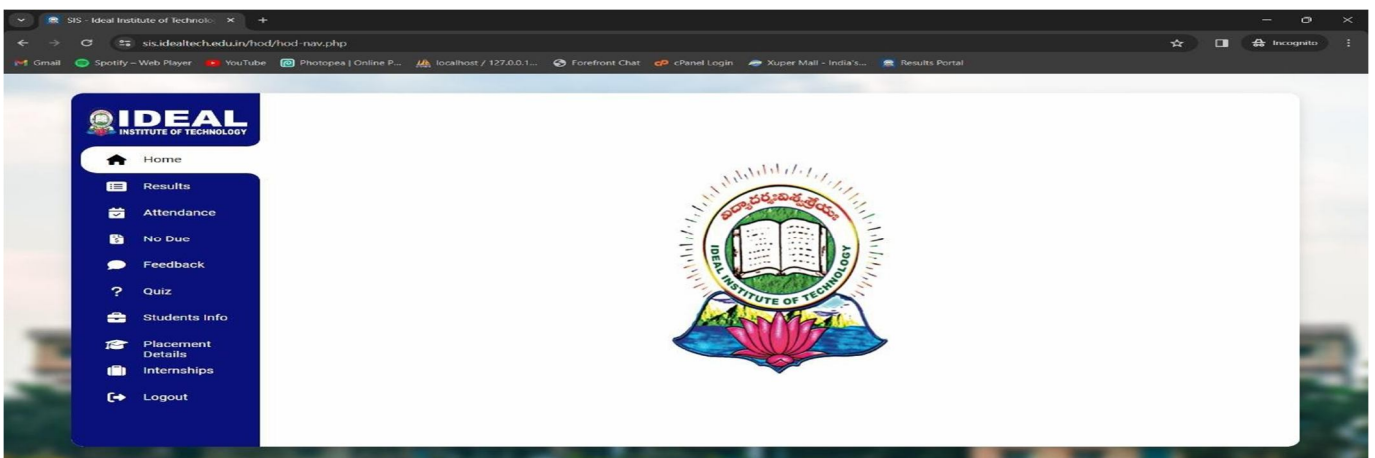 SIS - Ideal Institute of Technolo
sis.idealtech.edu.in/hod/hod-nav.php
Incognito
Gmail
Spotify – Web Player
YouTube
Photopea | Online P...
localhost / 127.0.0.1...
Forefront Chat
cPanel Login
Xuper Mall - India's...
Results Portal
IDEAL
INSTITUTE OF TECHNOLOGY
Home
Results
Attendance
No Due
Feedback
Quiz
Students Info
Placement
Details
Internships
Logout
IDEAL INSTITUTE OF TECHNOLOGY